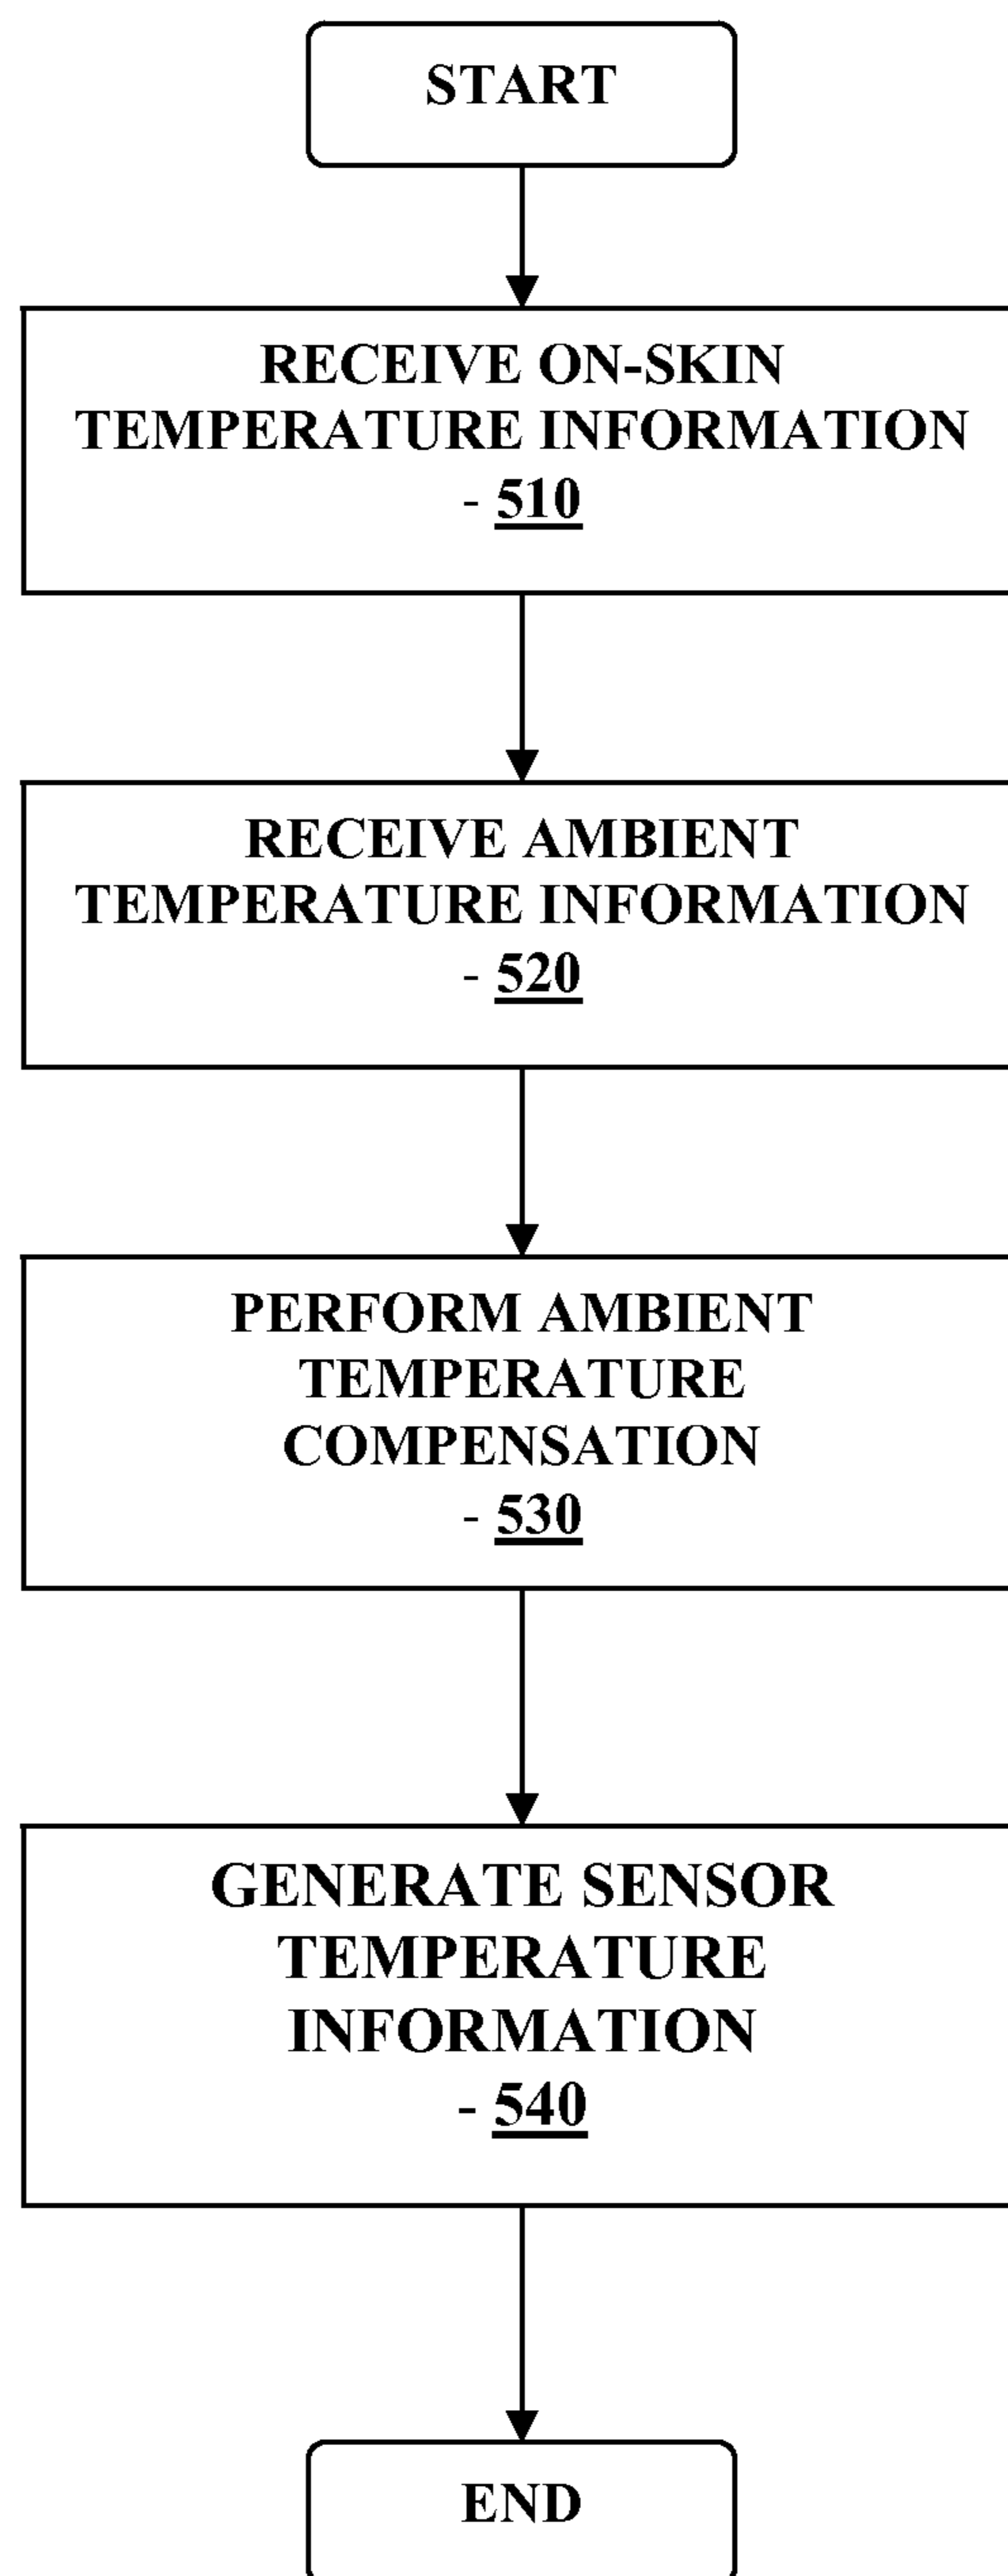 START
RECEIVE ON-SKIN
TEMPERATURE INFORMATION
- 510
RECEIVE AMBIENT
TEMPERATURE INFORMATION
- 520
PERFORM AMBIENT
TEMPERATURE
COMPENSATION
- 530
GENERATE SENSOR
TEMPERATURE
INFORMATION
- 540
END